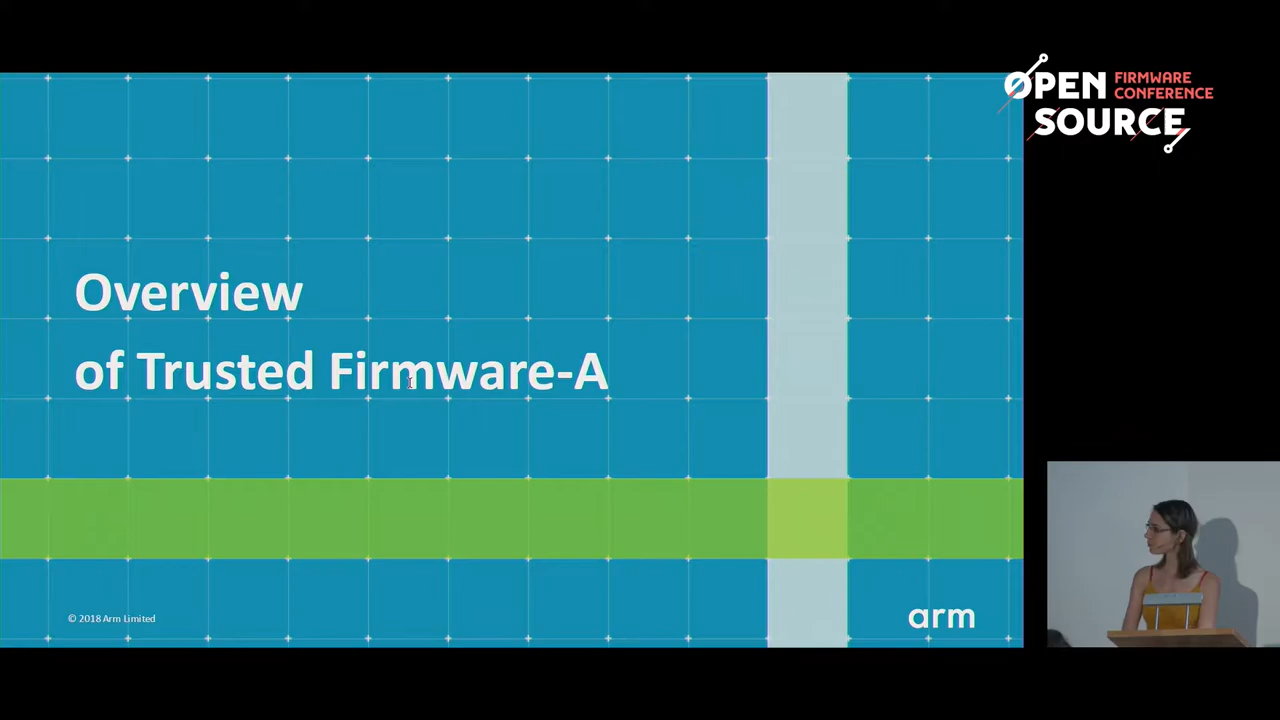 OPEN FIRMWARE
CONFERENCE
SOURCE
Overview
of Trusted Firmware-A
© 2018 Arm Limited
arm